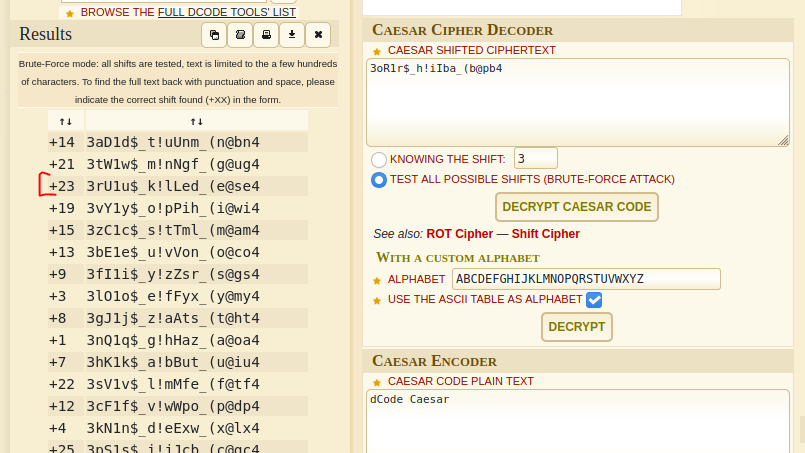 BROWSE THE FULL DCODE TOOLS' LIST
Results
Brute-Force mode: all shifts are tested, text is limited to the a few hundreds
of characters. To find the full text back with punctuation and space, please
indicate the correct shift found (+XX) in the form.
↑↓ ↑↓
+14 3aD1d$_t!uUnm_(n@bn4
+21 3tW1w$_m!nNgf_(g@ug4
+23 3rU1u$_k!lLed_(e@se4
+19 3vY1y$_o!pPih_(i@wi4
+15 3zC1c$_s!tTml_(m@am4
+13 3bE1e$_u!vVon_(o@co4
+9 3fI1i$_y!zZsr_(s@gs4
+3 3lO1o$_e!fFyx_(y@my4
+8 3gJ1j$_z!aAts_(t@ht4
+1 3nQ1q$_g!hHaz_(a@oa4
+7 3hK1k$_a!bBut_(u@iu4
+22 3sV1v$_l!mMfe_(f@tf4
+12 3cF1f$_v!wWpo_(p@dp4
+4 3kN1n$_d!eExw_(x@lx4
+25 3pS1s$_i!jJcb_(c@qc4
CAESAR CIPHER DECODER
CAESAR SHIFTED CIPHERTEXT
3oR1r$_h!iIba_(b@pb4
KNOWING THE SHIFT: 3
TEST ALL POSSIBLE SHIFTS (BRUTE-FORCE ATTACK)
DECRYPT CAESAR CODE
See also: ROT Cipher — Shift Cipher
WITH A CUSTOM ALPHABET
ALPHABET ABCDEFGHIJKLMNOPQRSTUVWXYZ
USE THE ASCII TABLE AS ALPHABET
DECRYPT
CAESAR ENCODER
CAESAR CODE PLAIN TEXT
dCode Caesar